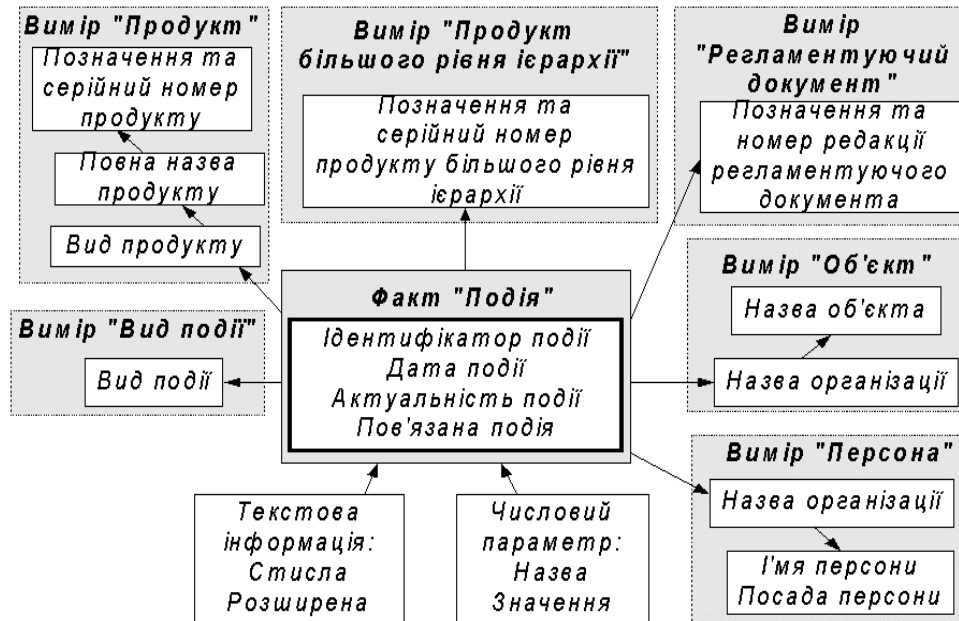 Вимір "Продукт"
Позначення та
серійний номер
продукту
Повна назва
продукту
Вид продукту
Вимір "Продукт
більшого рівня ієрархії"
Позначення та
серійний номер
продукту більшого рівня
ієрархії
Вимір
"Регламентуючий
документ"
Позначення та
номер редакції
регламентуючого
документа
Вимір "Вид події"
Вид події
Факт "Подія"
Ідентифікатор події
Дата події
Актуальність події
Пов'язана подія
Вимір "Об'єкт"
Назва об'єкта
Назва організації
Текстова
інформація:
Стисла
Розширена
Числовий
параметр:
Назва
Значення
Вимір "Персона"
Назва організації
І'мя персони
Посада персони